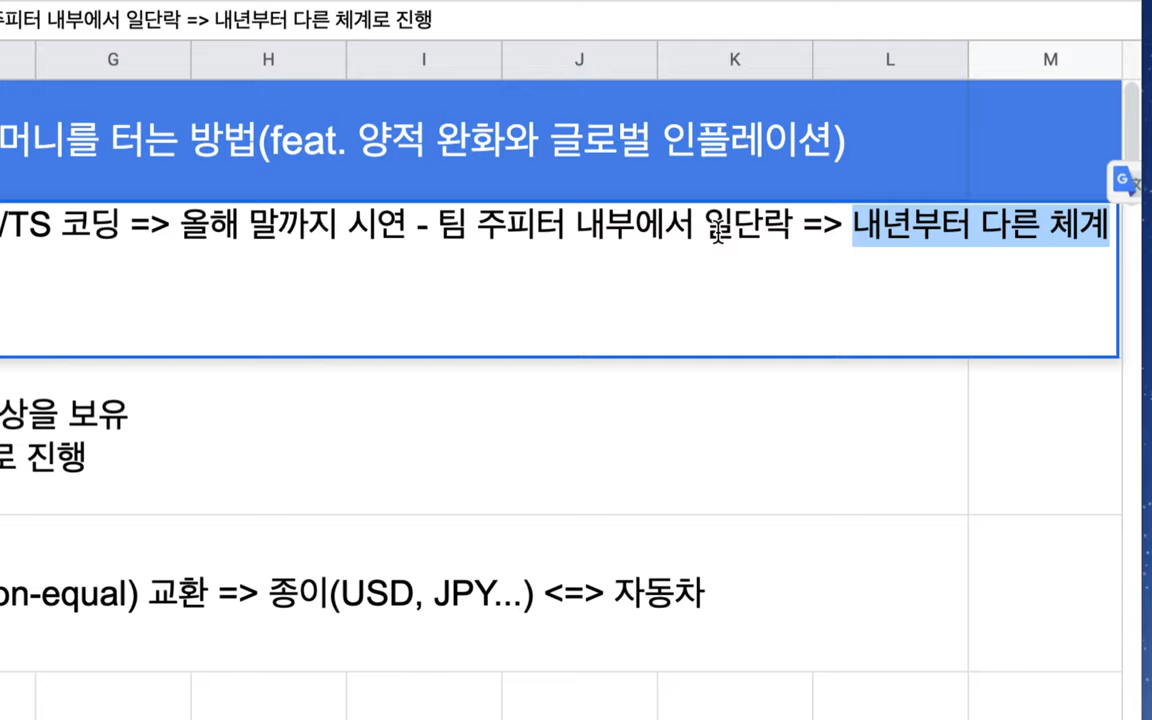 주피터 내부에서 일단락 => 내년부터 다른 체계로 진행
G H I J K L M
머니를 터는 방법(feat. 양적 완화와 글로벌 인플레이션)
/TS 코딩 => 올해 말까지 시연 - 팀 주피터 내부에서 일단락 => 내년부터 다른 체계
상을 보유
로 진행
on-equal) 교환 => 종이(USD, JPY...) <=> 자동차